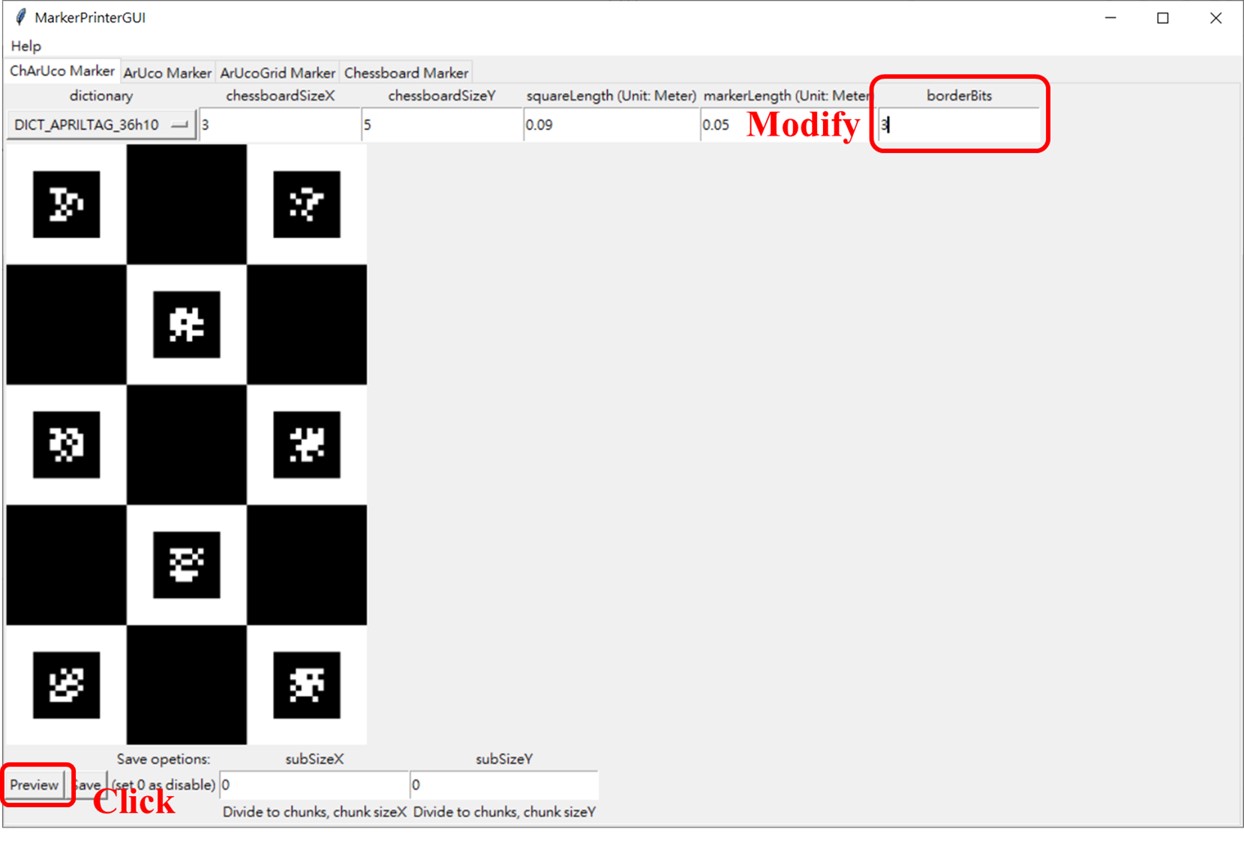 MarkerPrinterGUI
Help
ChArUco Marker ArUco Marker ArUcoGrid Marker Chessboard Marker
dictionary chessboardSizeX chessboardSizeY squareLength (Unit: Meter) markerLength (Unit: Meter borderBits
DICT_APRILTAG_36h10 3 5 0.09 0.05 Modify 3
Save opetions: subSizeX subSizeY
Preview Save (set 0 as disable) 0 0
Click
Divide to chunks, chunk sizeX Divide to chunks, chunk sizeY